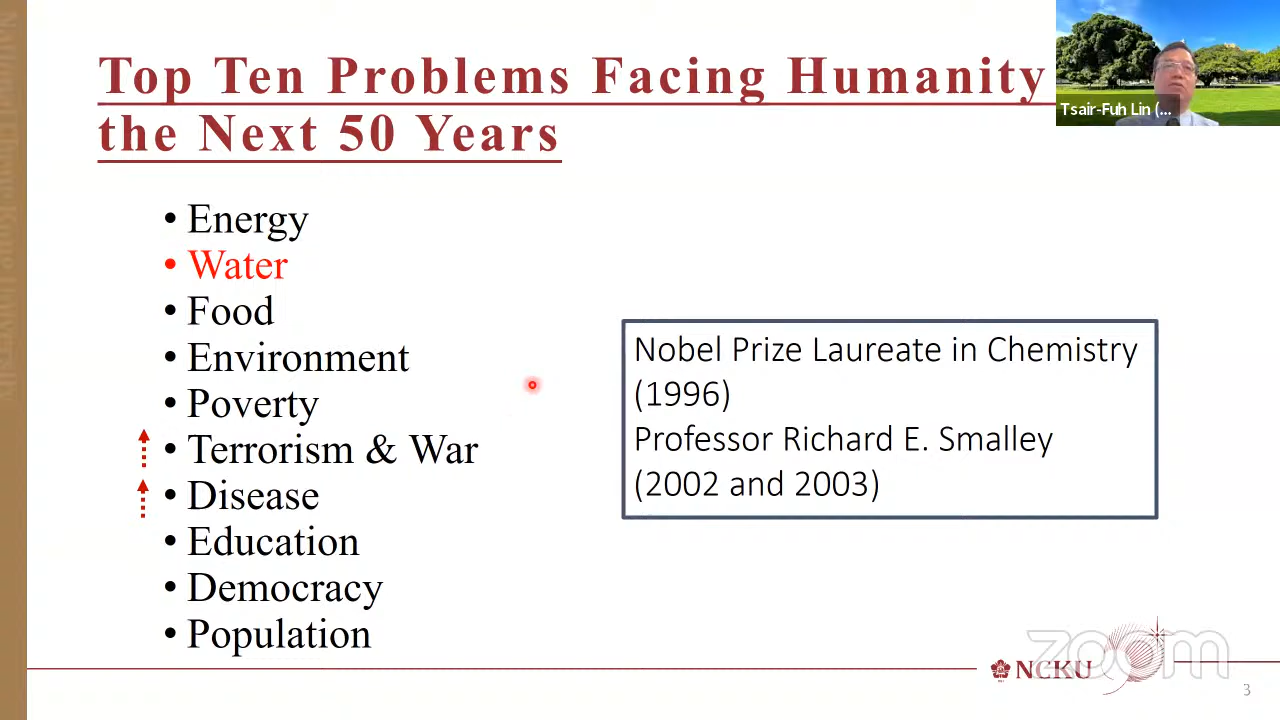 Top Ten Problems Facing Humanity
the Next 50 Years
Tsair-Fuh Lin (...
• Energy
• Water
• Food
• Environment
• Poverty
• Terrorism & War
• Disease
• Education
• Democracy
• Population
Nobel Prize Laureate in Chemistry
(1996)
Professor Richard E. Smalley
(2002 and 2003)
zoom
NCKU
3